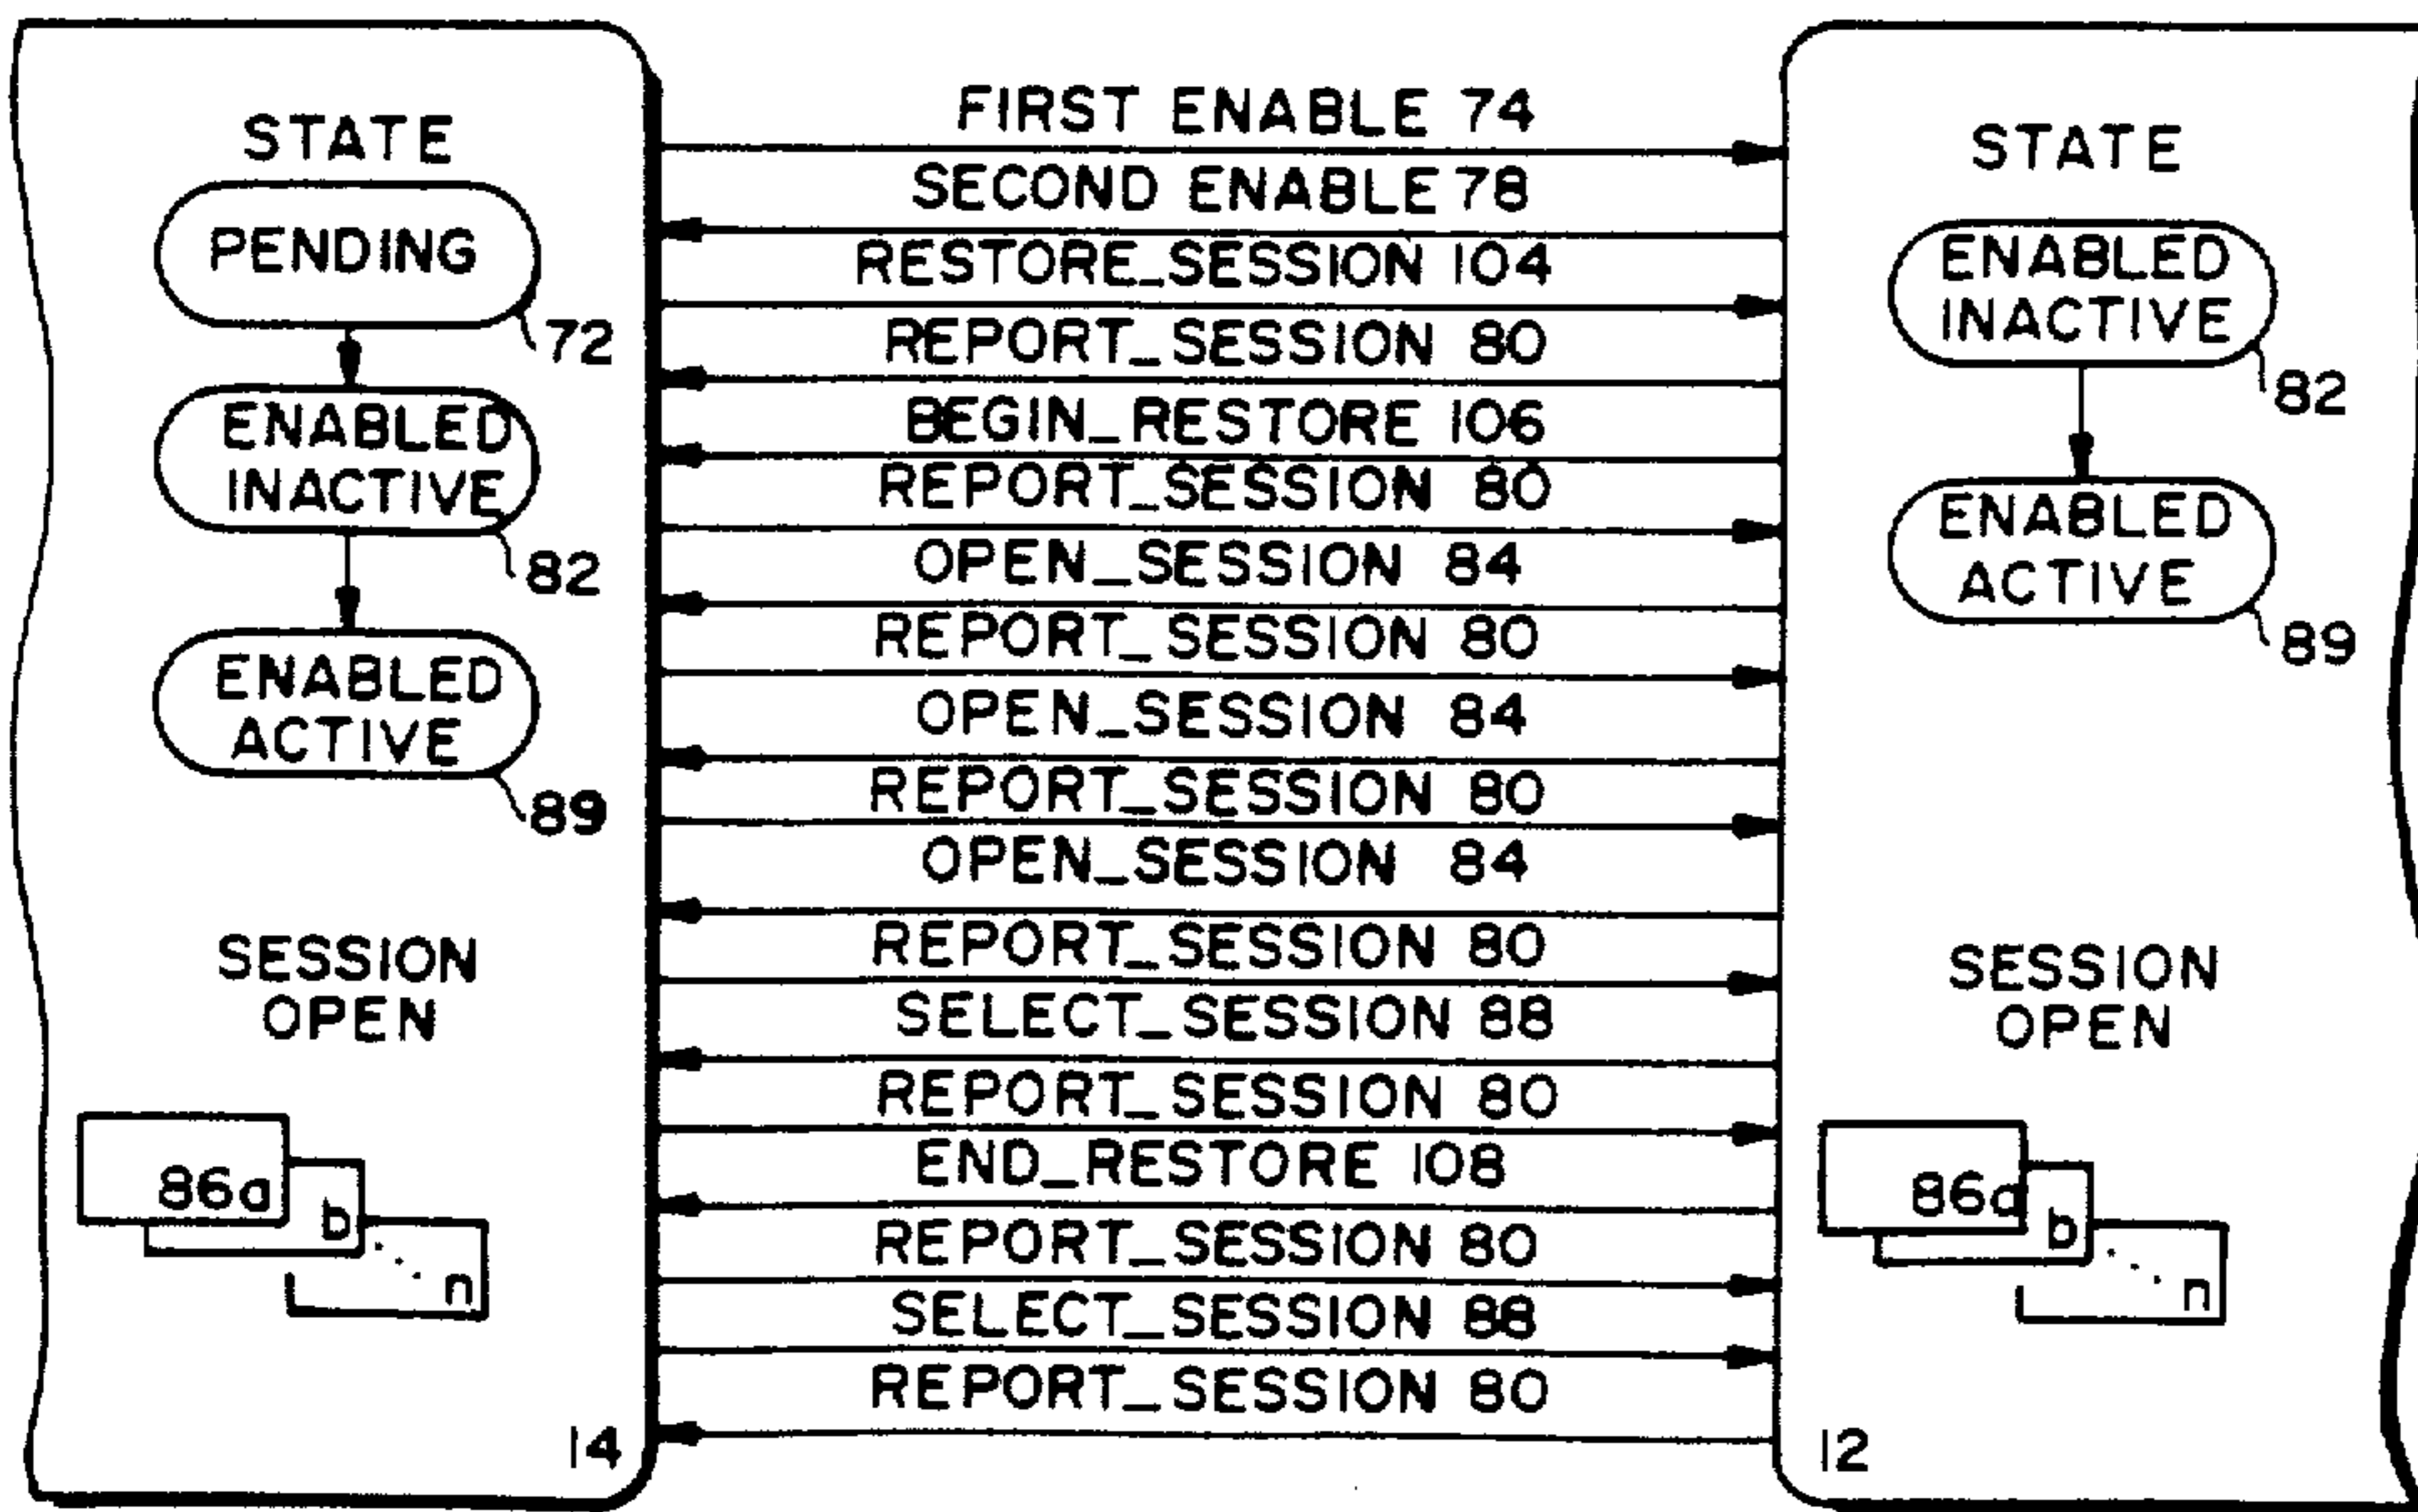 STATE
PENDING
72
ENABLED
INACTIVE
82
ENABLED
ACTIVE
89
SESSION
OPEN
86a
b
n
14
FIRST ENABLE 74
SECOND ENABLE 78
RESTORE_SESSION 104
REPORT_SESSION 80
BEGIN_RESTORE 106
REPORT_SESSION 80
OPEN_SESSION 84
REPORT_SESSION 80
OPEN_SESSION 84
REPORT_SESSION 80
OPEN_SESSION 84
REPORT_SESSION 80
SELECT_SESSION 88
REPORT_SESSION 80
END_RESTORE 108
REPORT_SESSION 80
SELECT_SESSION 88
REPORT_SESSION 80
STATE
ENABLED
INACTIVE
82
ENABLED
ACTIVE
89
SESSION
OPEN
86a
b
n
12